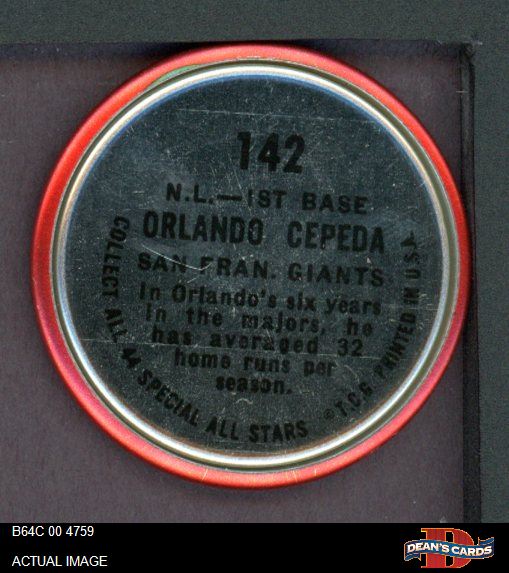 142
N.L.—1ST BASE
ORLANDO CEPEDA
SAN FRAN. GIANTS
In Orlando's six years
in the majors, he
has averaged 32
home runs per
season.
COLLECT ALL 44 SPECIAL ALL STARS
©T.C.G. PRINTED IN U.S.A.
B64C 00 4759
ACTUAL IMAGE
D
DEAN'S CARDS